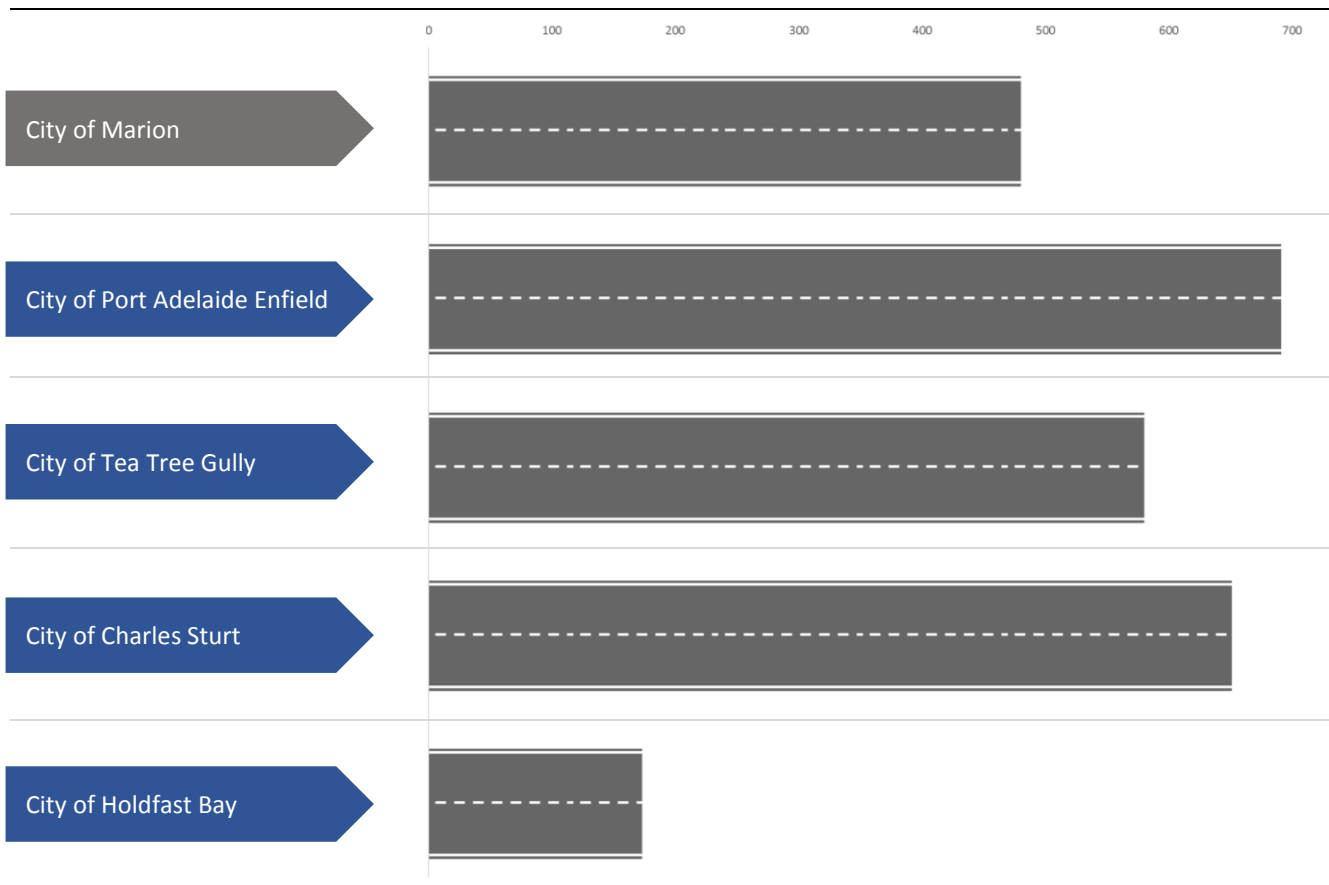 0 100 200 300 400 500 600 700
City of Marion
City of Port Adelaide Enfield
City of Tea Tree Gully
City of Charles Sturt
City of Holdfast Bay